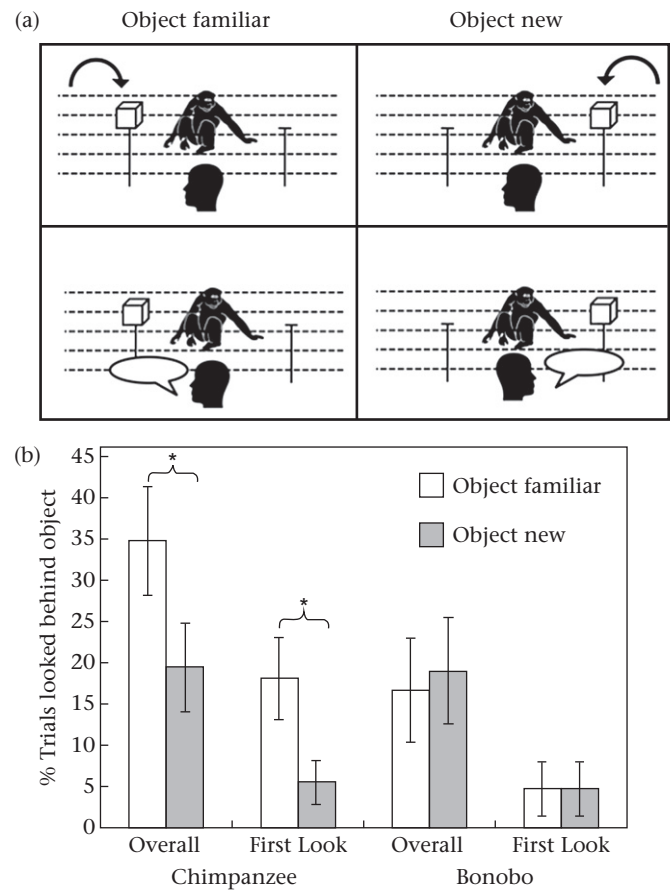 (a) Object familiar Object new
(b)
% Trials looked behind object
45
40
35
30
25
20
15
10
5
0
*
*
Object familiar
Object new
Overall First Look Overall First Look
Chimpanzee Bonobo